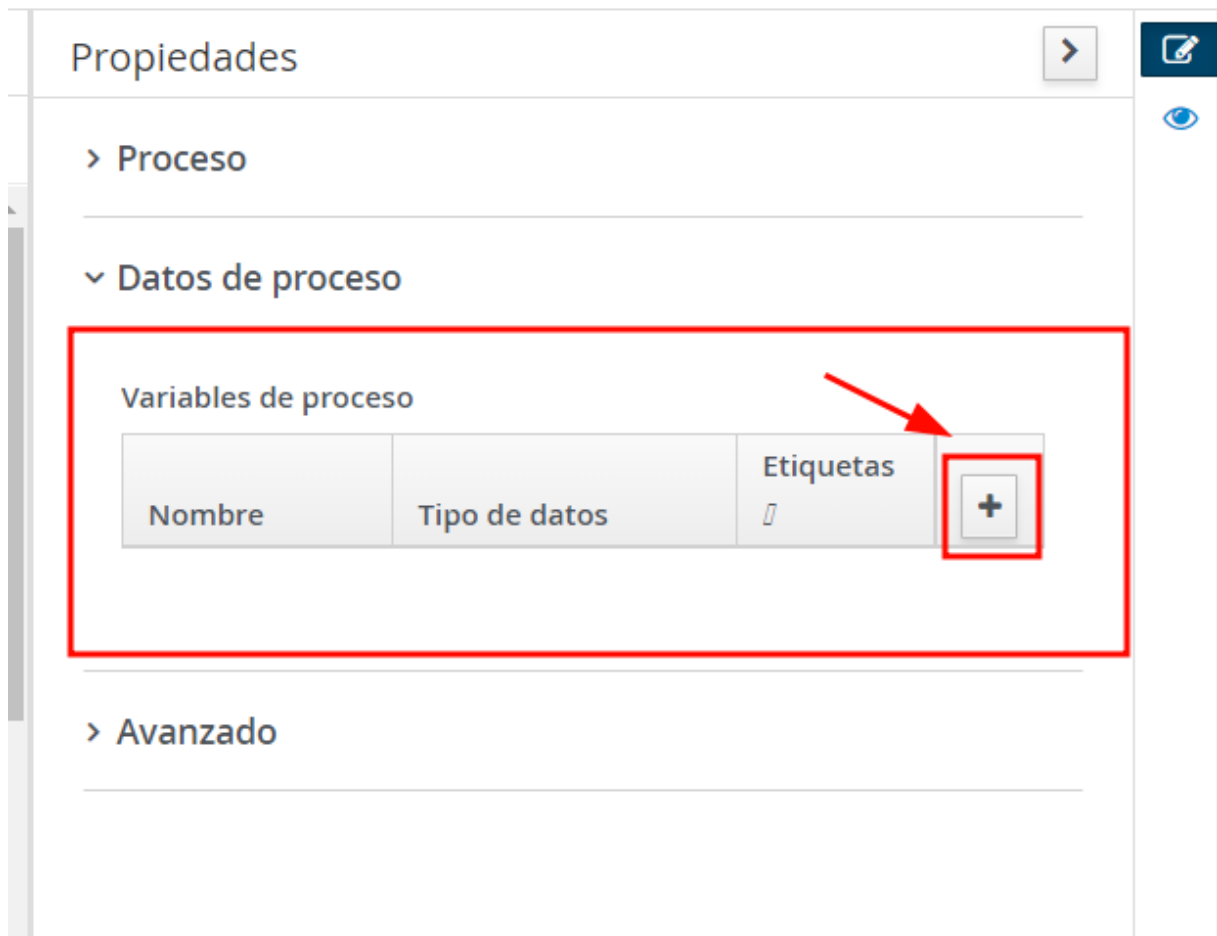 Propiedades
Proceso
Datos de proceso
Variables de proceso
Nombre
Tipo de datos
Etiquetas
Avanzado